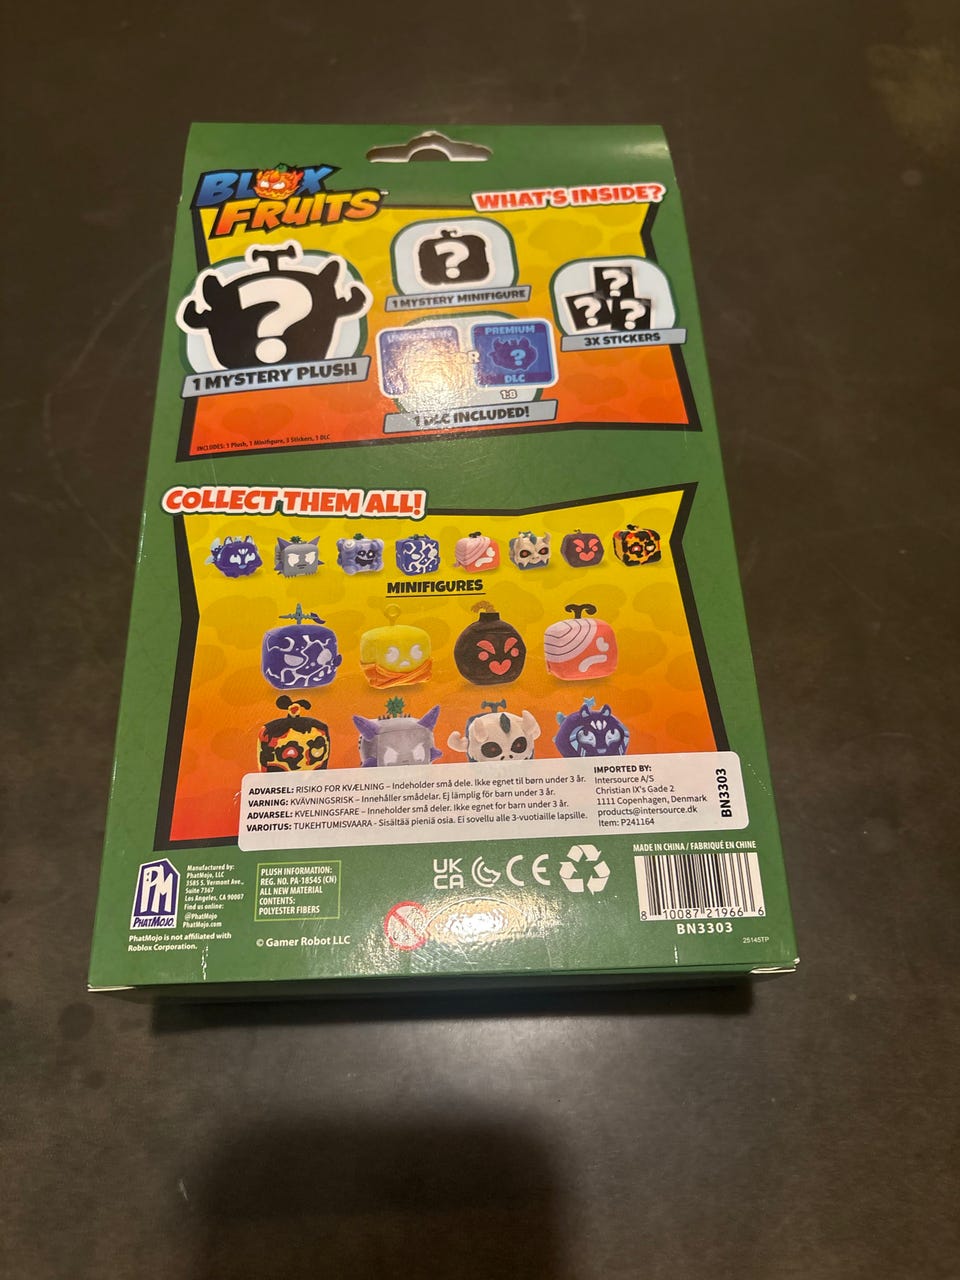 BLOX
FRUITS™
WHAT'S INSIDE?
?
?
? ? ?
1 MYSTERY PLUSH
1 MYSTERY MINIFIGURE
3X STICKERS
OR
PREMIUM
?
DLC
1:8
1 DLC INCLUDED!
INCLUDES: 1 Plush, 1 Minifigure, 3 Stickers, 1 DLC
COLLECT THEM ALL!
MINIFIGURES
ADVARSEL: RISIKO FOR KVÆLNING – Indeholder små dele. Ikke egnet til børn under 3 år.
VARNING: KVÄVNINGSRISK – Innehåller smådelar. Ej lämplig för barn under 3 år.
ADVARSEL: KVELNINGSFARE – Inneholder små deler. Ikke egnet for barn under 3 år.
VAROITUS: TUKEHTUMISVAARA - Sisältää pieniä osia. Ei sovellu alle 3-vuotiaille lapsille.
IMPORTED BY:
Intersource A/S
Christian IX's Gade 2
1111 Copenhagen, Denmark
products@intersource.dk
Item: P241164
BN3303
PM
PHATMOJO
Manufactured by:
PhatMojo, LLC
3585 S. Vermont Ave.,
Suite 7367
Los Angeles, CA 90007
Find us online:
@PhatMojo
PhatMojo.com
PhatMojo is not affiliated with
Roblox Corporation.
PLUSH INFORMATION:
REG. NO. PA-18545 (CN)
ALL NEW MATERIAL
CONTENTS:
POLYESTER FIBERS
© Gamer Robot LLC
UK
CA
CE
MADE IN CHINA / FABRIQUÉ EN CHINE
8 10087 21966 6
BN3303
25145TP